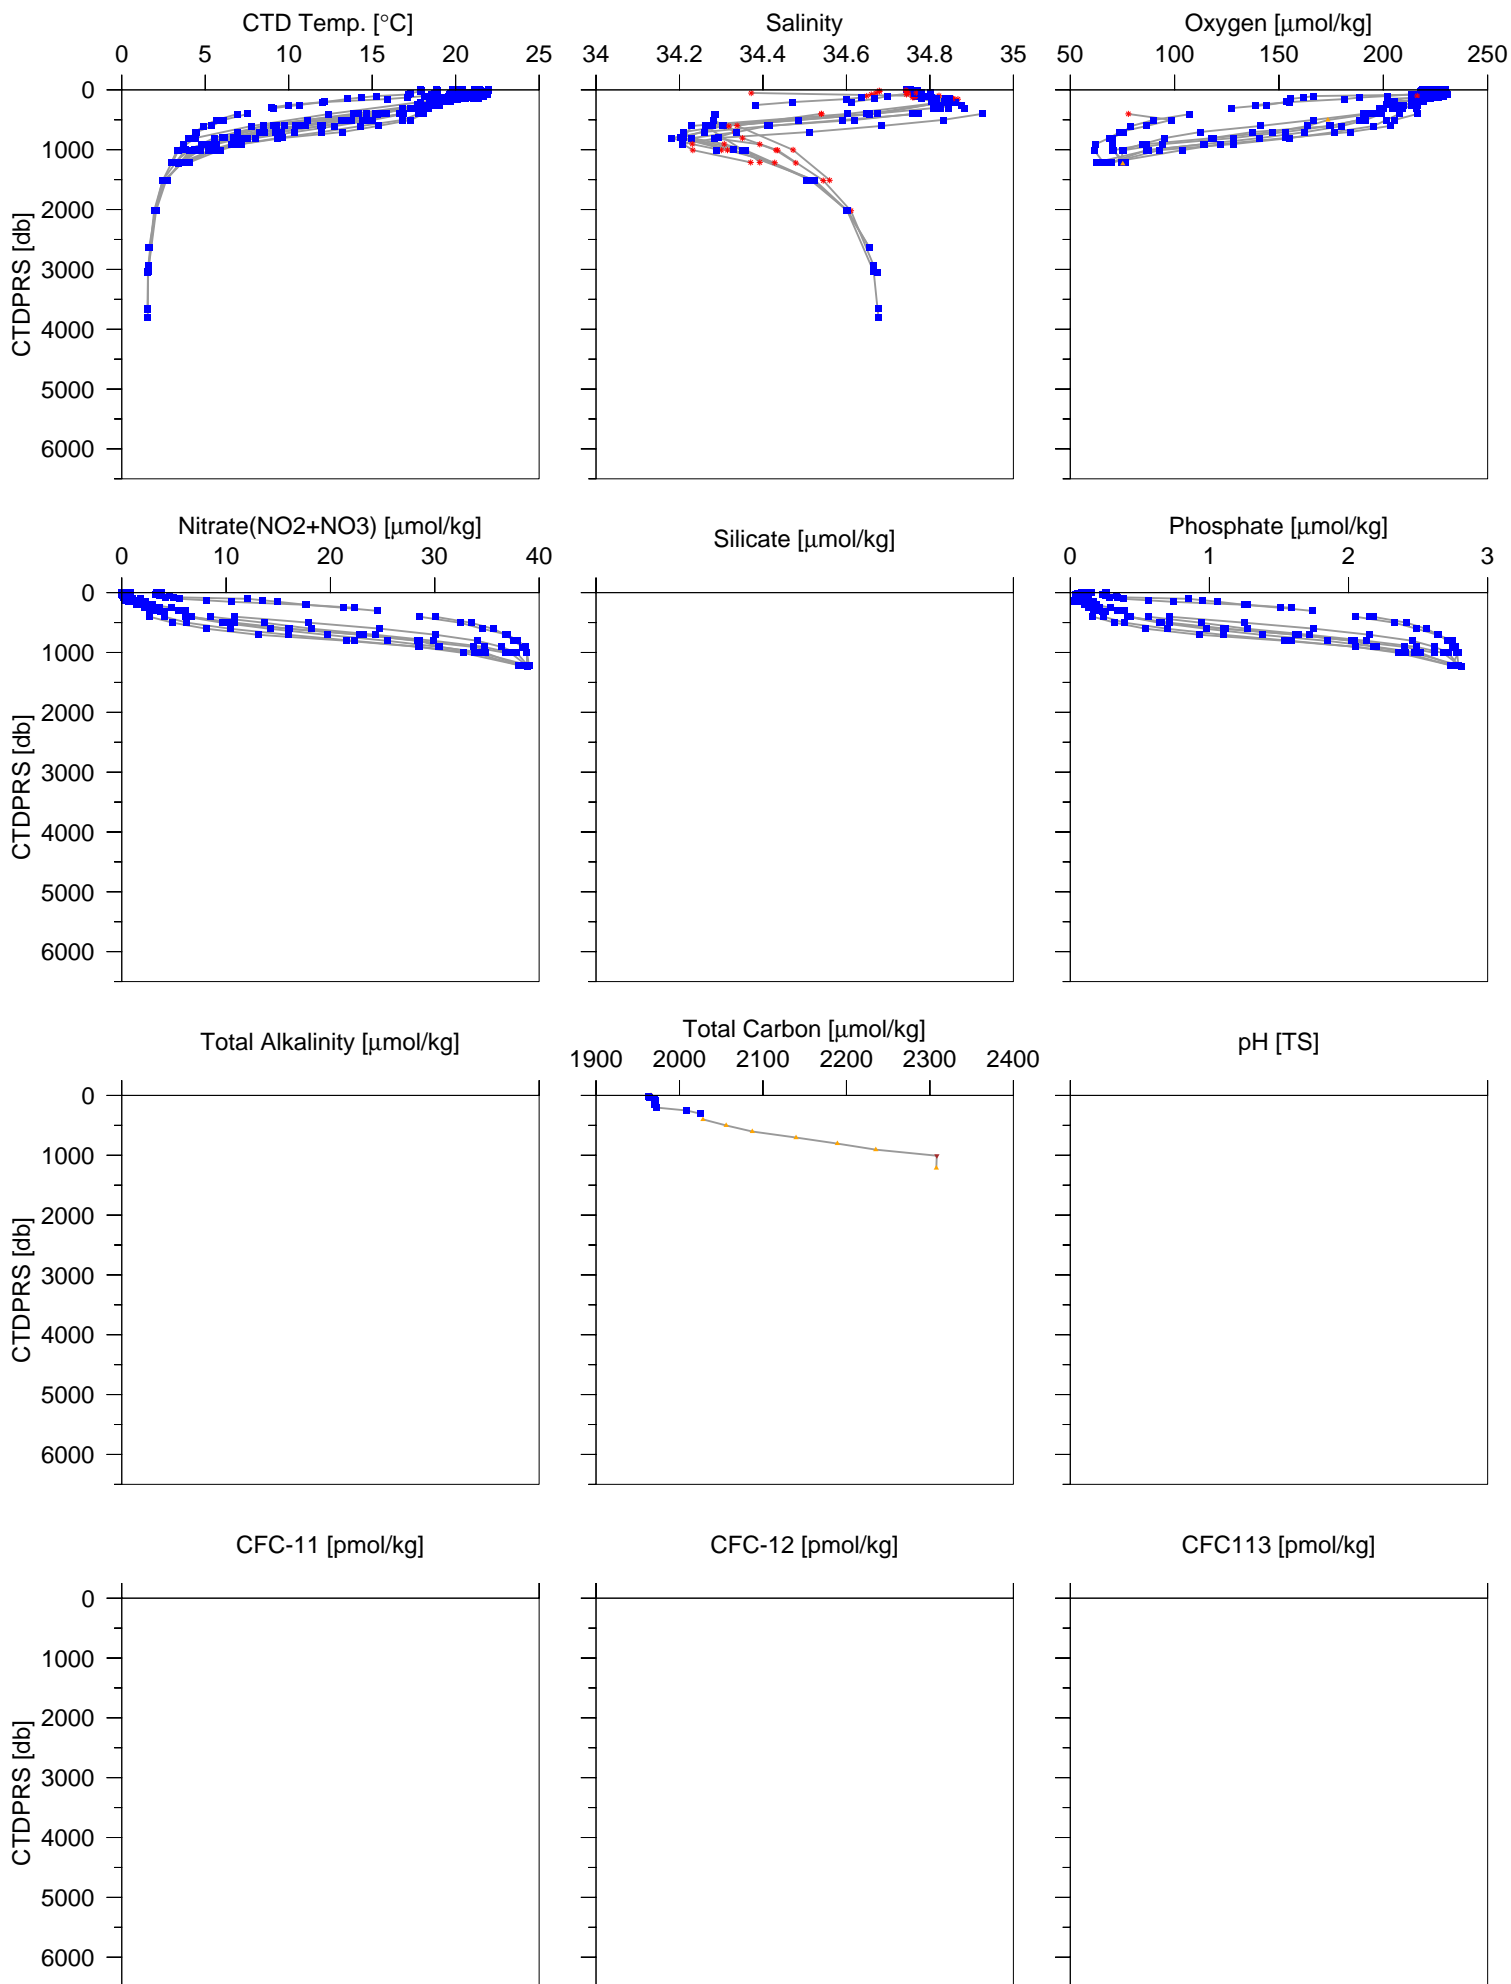 CTD Temp. [°C] Salinity Oxygen [μmol/kg]
0 5 10 15 20 25 34 34.2 34.4 34.6 34.8 35 50 100 150 200 250
0
1000
2000
3000
4000
5000
6000
CTDPRS [db]
Nitrate(NO2+NO3) [μmol/kg] Silicate [μmol/kg] Phosphate [μmol/kg]
0 10 20 30 40 0 1 2 3
0
1000
2000
3000
4000
5000
6000
CTDPRS [db]
Total Alkalinity [μmol/kg] Total Carbon [μmol/kg] pH [TS]
1900 2000 2100 2200 2300 2400
0
1000
2000
3000
4000
5000
6000
CTDPRS [db]
CFC-11 [pmol/kg] CFC-12 [pmol/kg] CFC113 [pmol/kg]
0
1000
2000
3000
4000
5000
6000
CTDPRS [db]